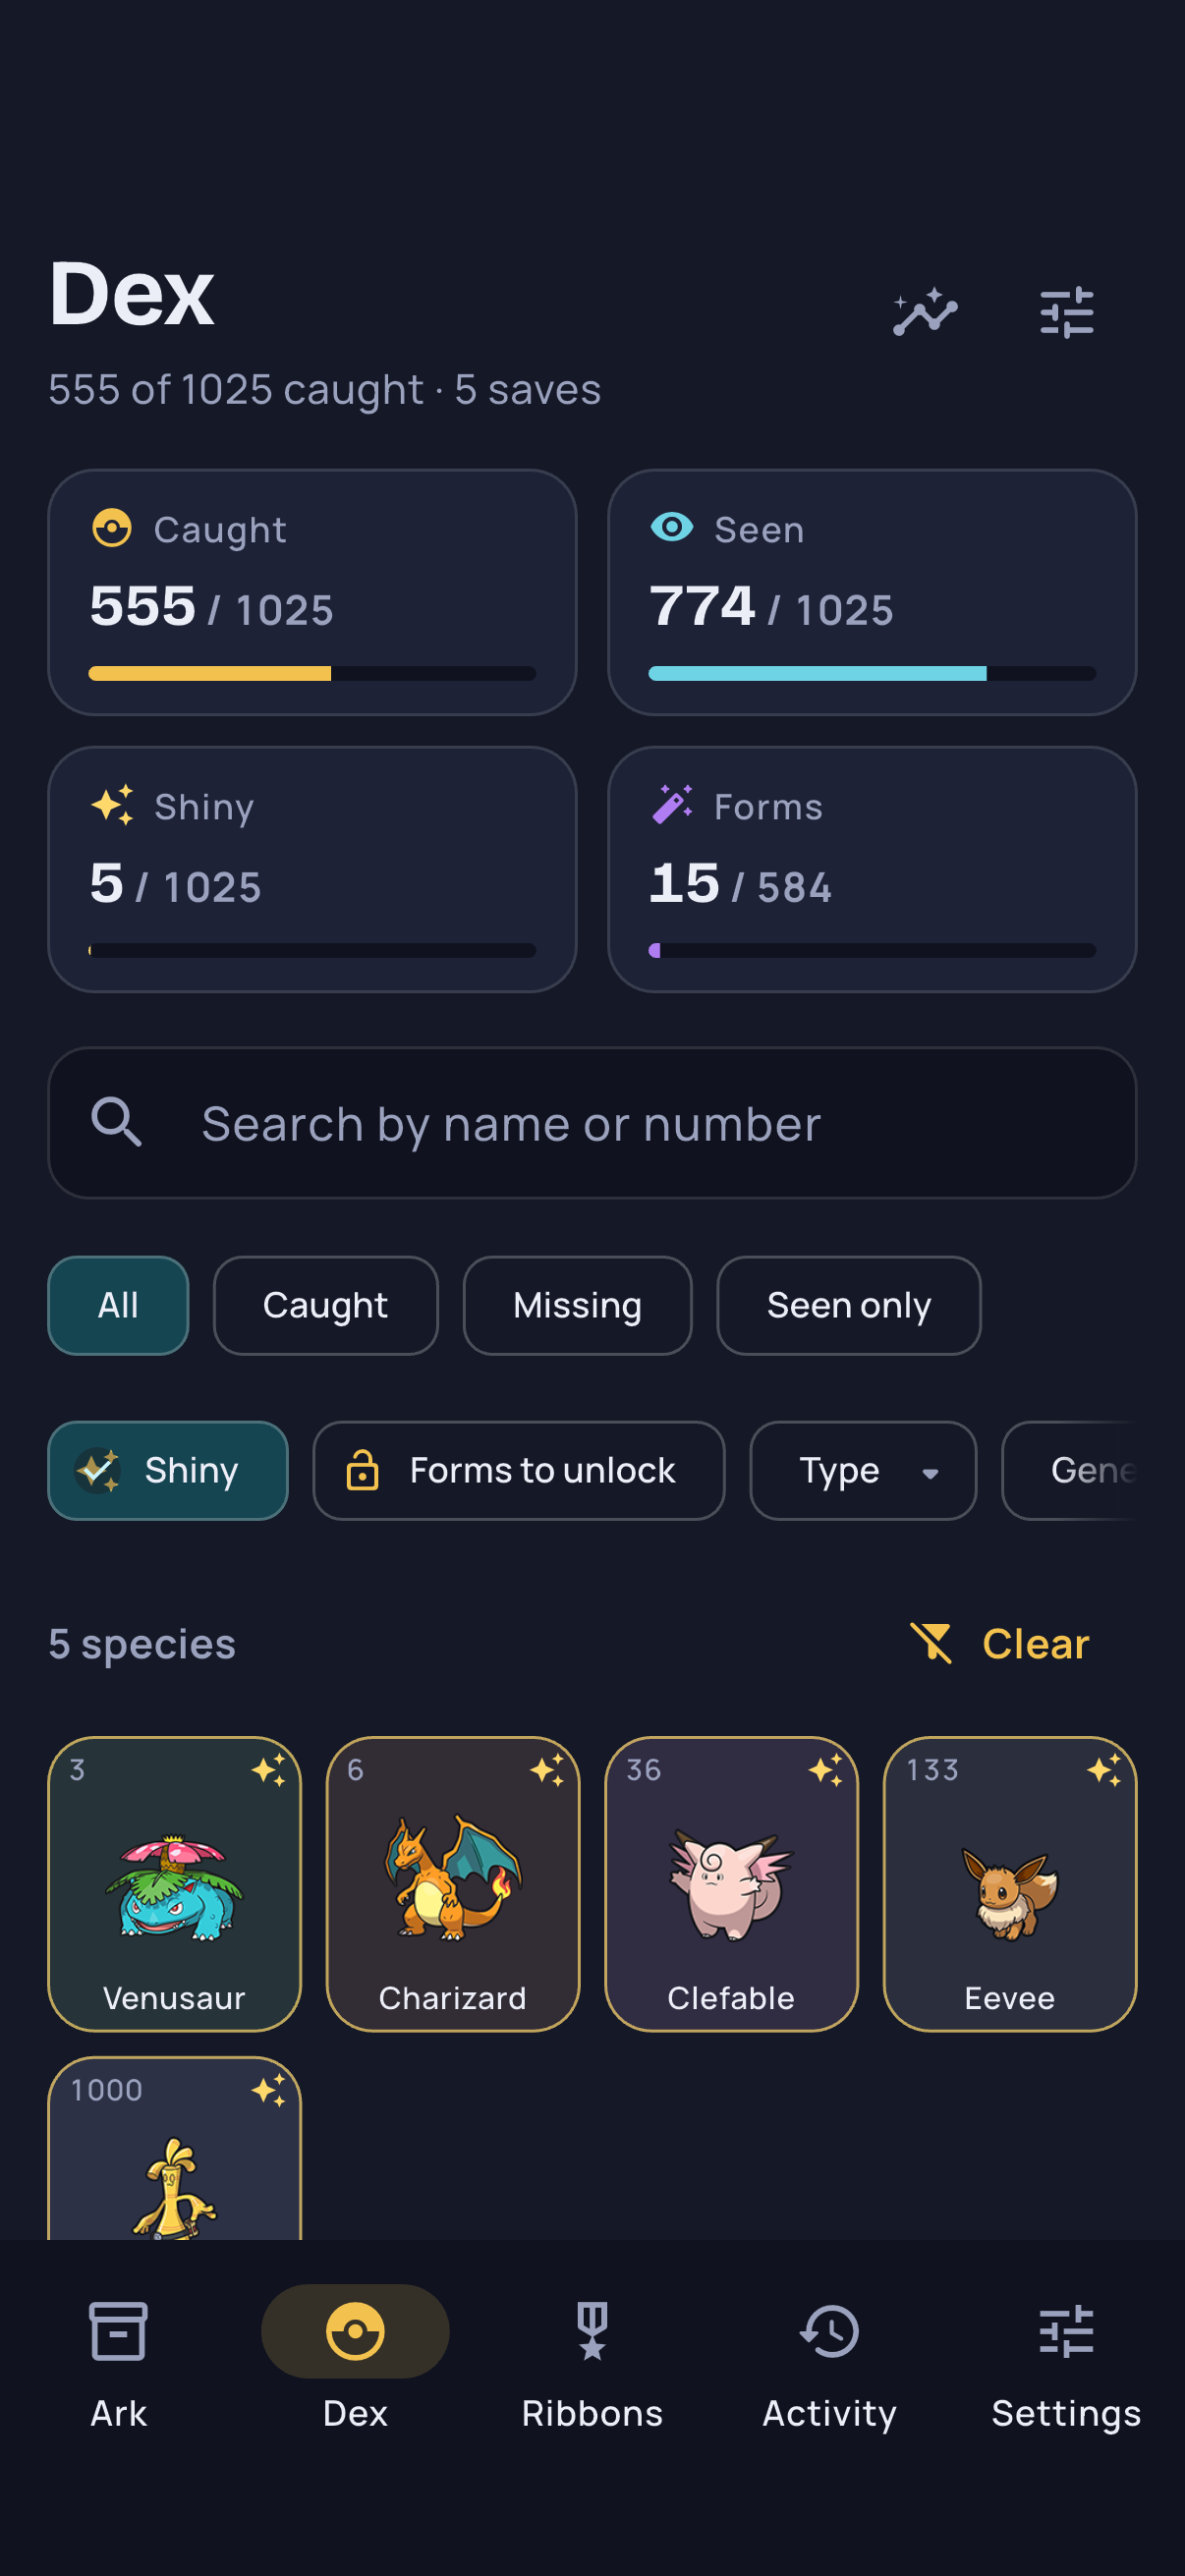 Dex
555 of 1025 caught · 5 saves
Caught
555 / 1025
Seen
774 / 1025
Shiny
5 / 1025
Forms
15 / 584
Search by name or number
All
Caught
Missing
Seen only
Shiny
Forms to unlock
Type
Gene
5 species
Clear
3
Venusaur
6
Charizard
36
Clefable
133
Eevee
1000
Ark
Dex
Ribbons
Activity
Settings